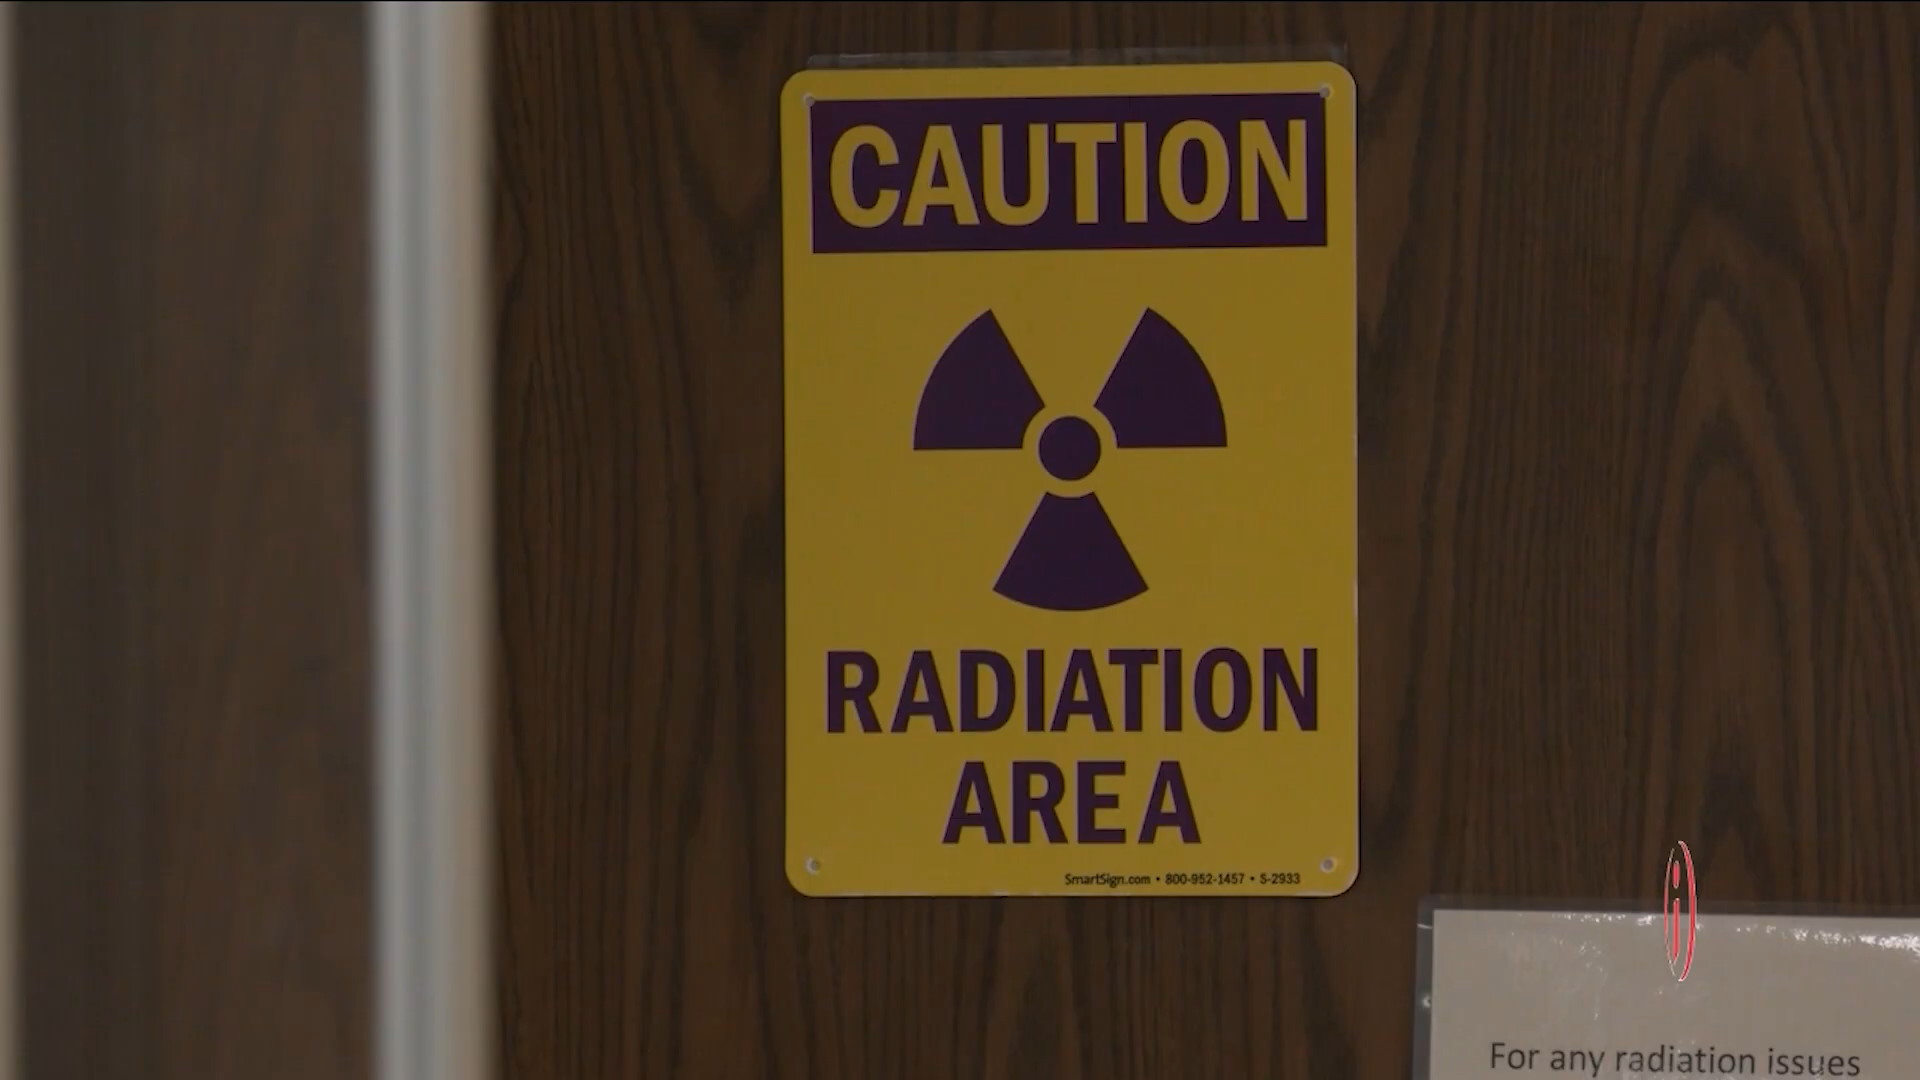 CAUTION
RADIATION
AREA
SmartSign.com • 800-952-1457 • S-2933
For any radiation issues